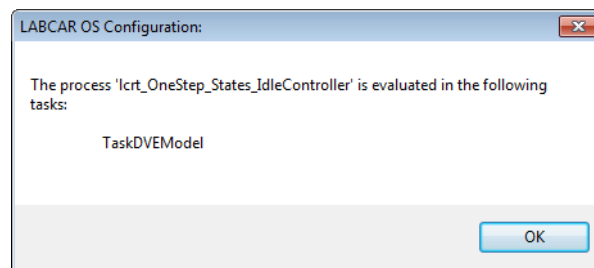 LABCAR OS Configuration:
The process 'lcrt_OneStep_States_IdleController' is evaluated in the following
tasks:
TaskDVEModel
OK